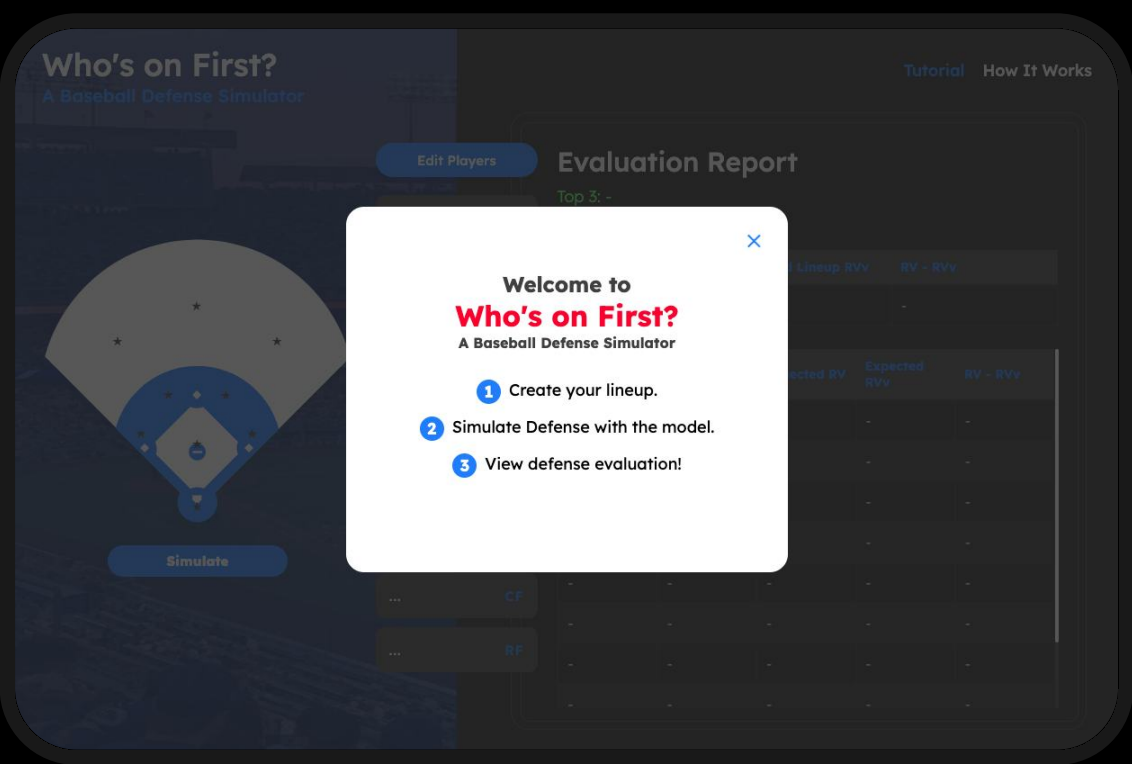 Who's on First?
A Baseball Defense Simulator
Tutorial How It Works
Edit Players
Evaluation Report
Top 3: -
Lineup RVv RV - RVv
-
Welcome to
Who's on First?
A Baseball Defense Simulator
1 Create your lineup.
2 Simulate Defense with the model.
3 View defense evaluation!
RV Expected RVv RV - RVv
- -
- -
- -
- -
Simulate
- - - - -
... CF
- - - - -
... RF
- - - - -
- - - - -